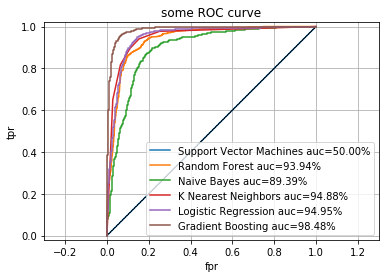 some ROC curve
1.0
0.8
0.6
0.4
0.2
0.0
tpr
Support Vector Machines auc=50.00%
Random Forest auc=93.94%
Naive Bayes auc=89.39%
K Nearest Neighbors auc=94.88%
Logistic Regression auc=94.95%
Gradient Boosting auc=98.48%
-0.2 0.0 0.2 0.4 0.6 0.8 1.0 1.2
fpr